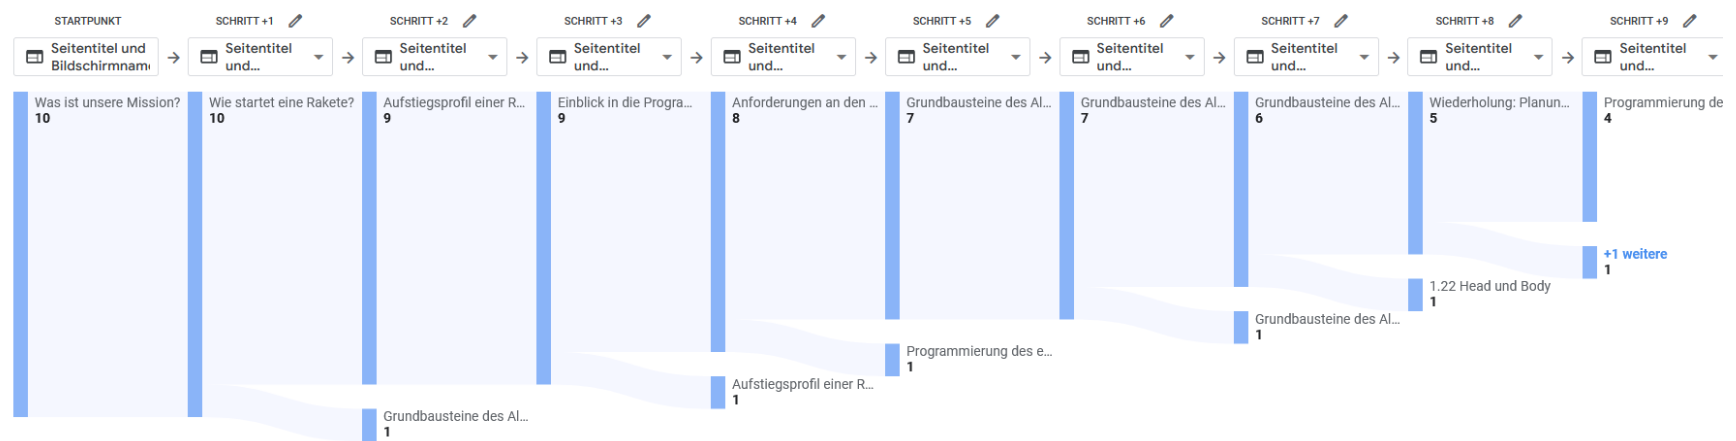 STARTPUNKT
SCHRITT +1
SCHRITT +2
SCHRITT +3
SCHRITT +4
SCHRITT +5
SCHRITT +6
SCHRITT +7
SCHRITT +8
SCHRITT +9
Seitentitel und
Bildschirmname
Seitentitel
und...
Seitentitel
und...
Seitentitel
und...
Seitentitel
und...
Seitentitel
und...
Seitentitel
und...
Seitentitel
und...
Seitentitel
und...
Seitentitel
und...
Was ist unsere Mission?
10
Wie startet eine Rakete?
10
Aufstiegsprofil einer R...
9
Einblick in die Progra...
9
Anforderungen an den ...
8
Grundbausteine des Al...
7
Grundbausteine des Al...
7
Grundbausteine des Al...
6
Wiederholung: Planun...
5
Programmierung de
4
+1 weitere
1
1.22 Head und Body
1
Grundbausteine des Al...
1
Programmierung des e...
1
Aufstiegsprofil einer R...
1
Grundbausteine des Al...
1